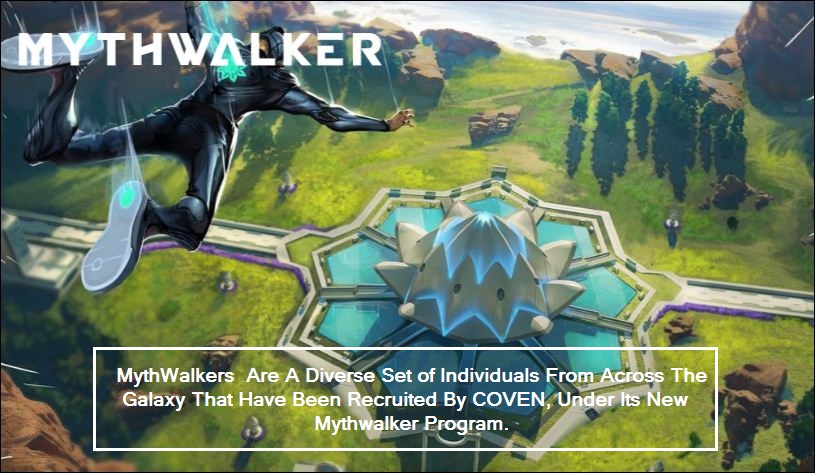 MYTHWALKER
MythWalkers Are A Diverse Set of Individuals From Across The
Galaxy That Have Been Recruited By COVEN, Under Its New
Mythwalker Program.